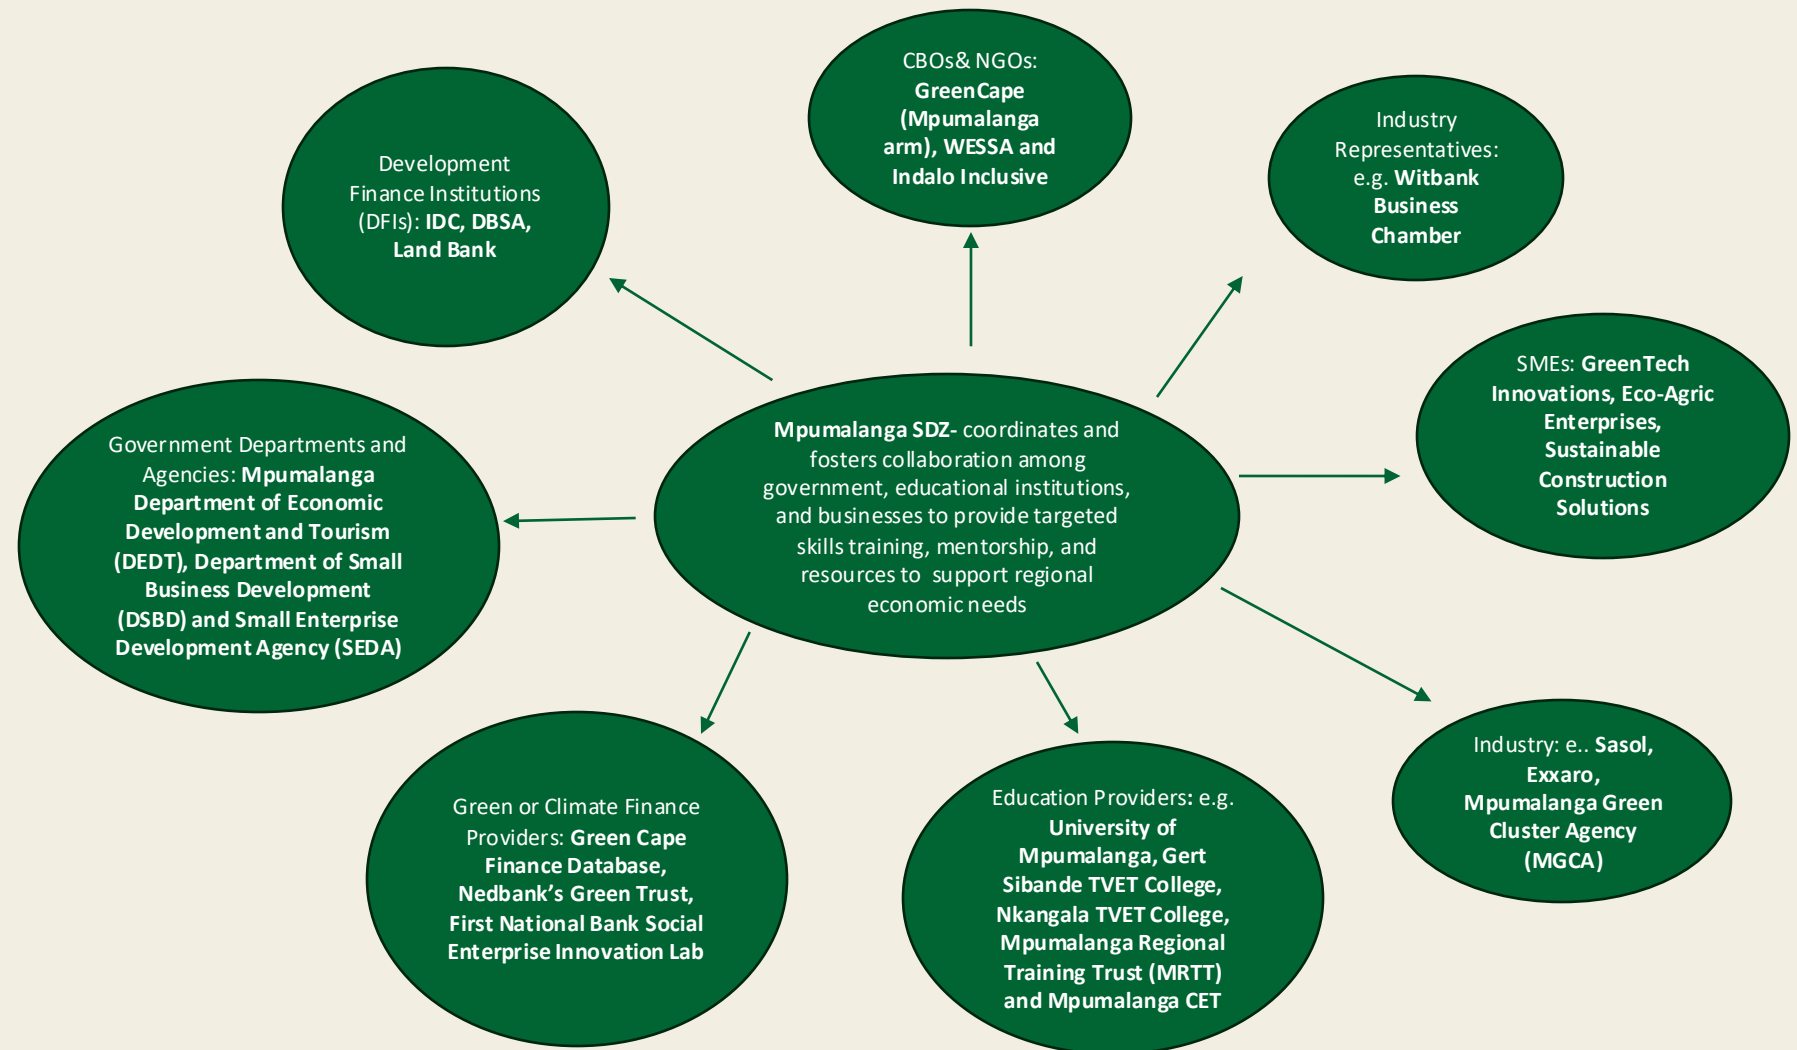 CBOs& NGOs:
GreenCape
(Mpumalanga
arm), WESSA and
Indalo Inclusive
Development
Finance Institutions
(DFIs): IDC, DBSA,
Land Bank
Industry
Representatives:
e.g. Witbank
Business
Chamber
SMEs: GreenTech
Innovations, Eco-Agric
Enterprises,
Sustainable
Construction
Solutions
Mpumalanga SDZ- coordinates and
fosters collaboration among
government, educational institutions,
and businesses to provide targeted
skills training, mentorship, and
resources to support regional
economic needs
Government Departments and
Agencies: Mpumalanga
Department of Economic
Development and Tourism
(DEDT), Department of Small
Business Development
(DSBD) and Small Enterprise
Development Agency (SEDA)
Industry: e.. Sasol,
Exxaro,
Mpumalanga Green
Cluster Agency
(MGCA)
Green or Climate Finance
Providers: Green Cape
Finance Database,
Nedbank’s Green Trust,
First National Bank Social
Enterprise Innovation Lab
Education Providers: e.g.
University of
Mpumalanga, Gert
Sibande TVET College,
Nkangala TVET College,
Mpumalanga Regional
Training Trust (MRTT)
and Mpumalanga CET